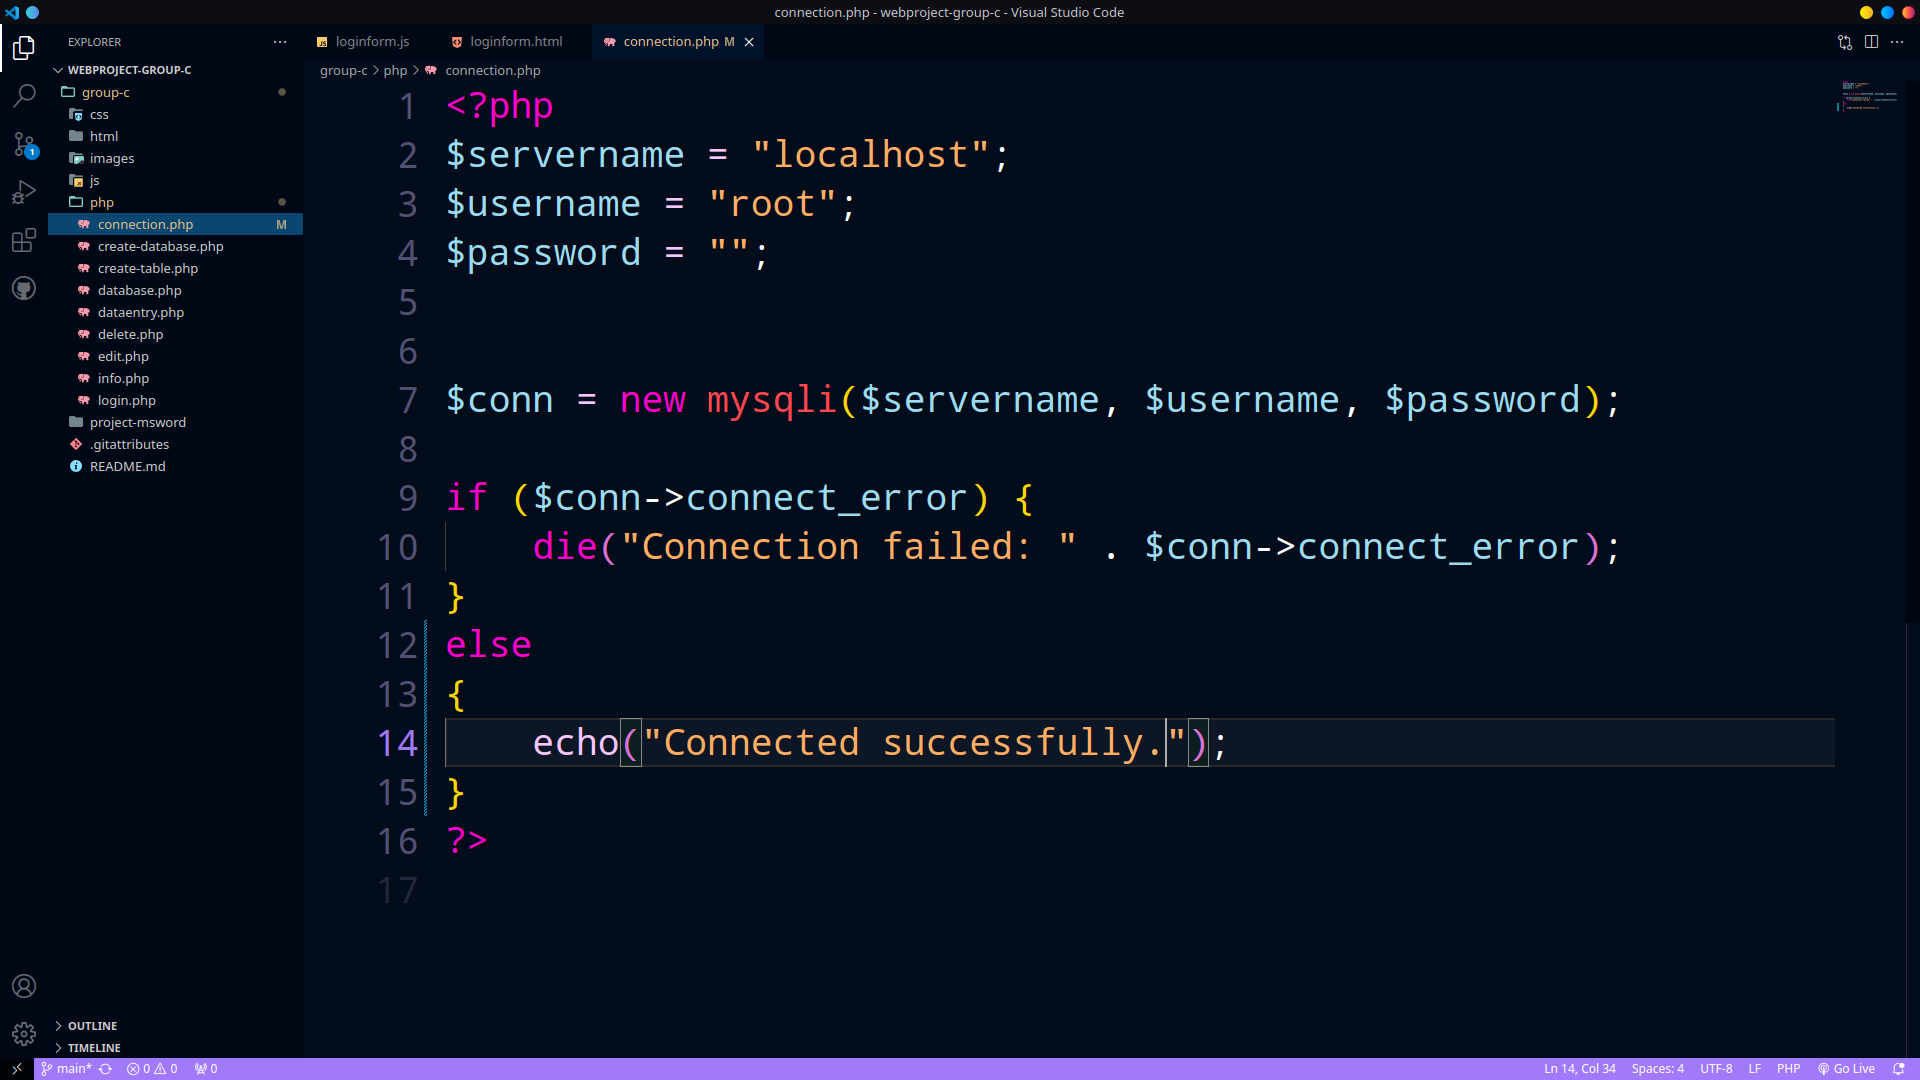 connection.php - webproject-group-c - Visual Studio Code
EXPLORER
WEBPROJECT-GROUP-C
group-c
css
html
images
js
php
connection.php M
create-database.php
create-table.php
database.php
dataentry.php
delete.php
edit.php
info.php
login.php
project-msword
.gitattributes
README.md
OUTLINE
TIMELINE
1
loginform.js
loginform.html
connection.php M
group-c > php > connection.php
1 <?php
2 $servername = "localhost";
3 $username = "root";
4 $password = "";
5
6
7 $conn = new mysqli($servername, $username, $password);
8
9 if ($conn->connect_error) {
10 die("Connection failed: " . $conn->connect_error);
11 }
12 else
13 {
14 echo("Connected successfully.");
15 }
16 ?>
17
main* 0 0 0
Ln 14, Col 34 Spaces: 4 UTF-8 LF PHP Go Live